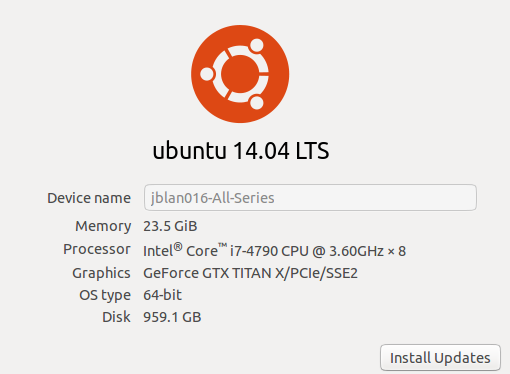 ubuntu 14.04 LTS
Device name jblan016-All-Series
Memory 23.5 GiB
Processor Intel® Core™ i7-4790 CPU @ 3.60GHz × 8
Graphics GeForce GTX TITAN X/PCIe/SSE2
OS type 64-bit
Disk 959.1 GB
Install Updates